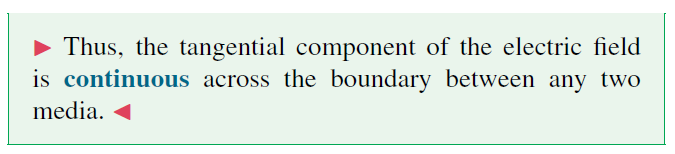 ▶ Thus, the tangential component of the electric field
is continuous across the boundary between any two
media. ◀